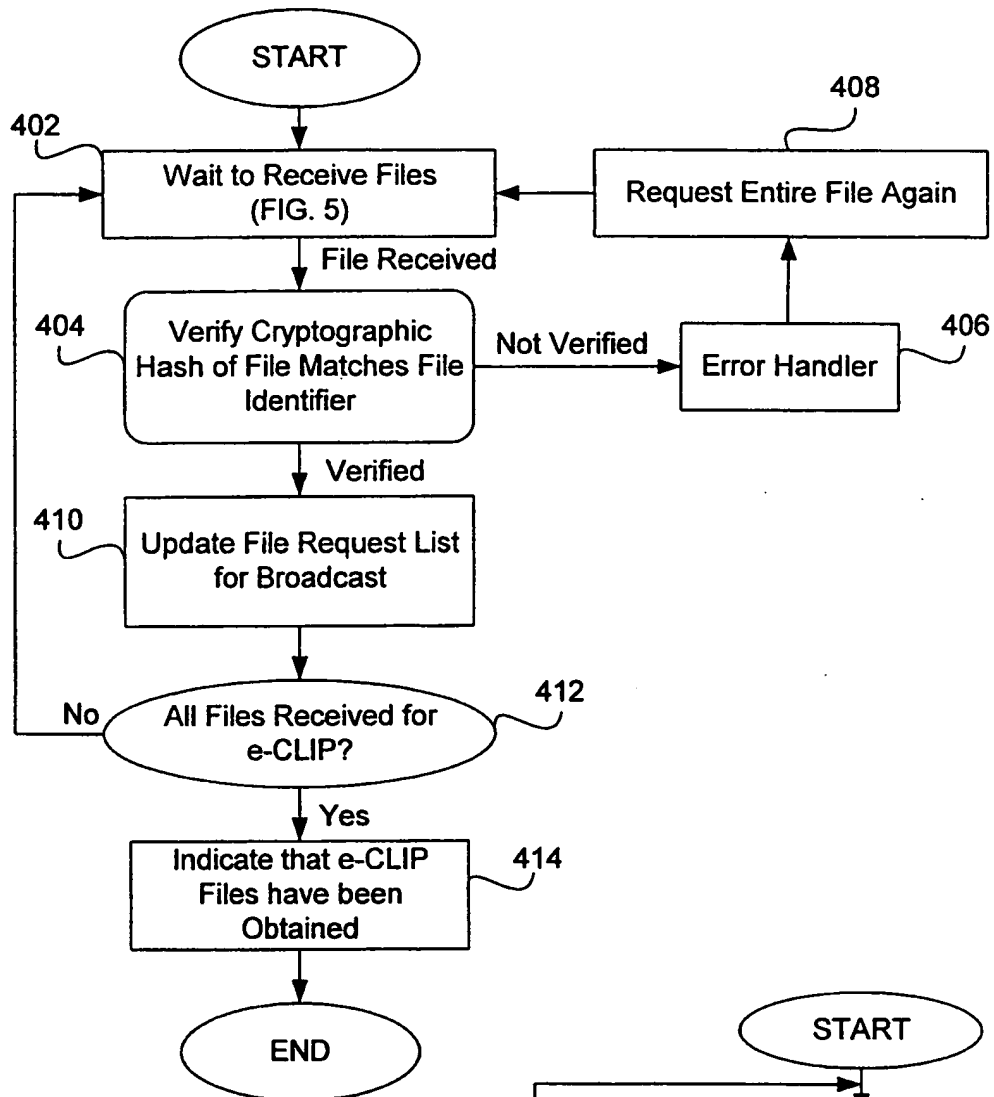 START
408
402
Wait to Receive Files
(FIG. 5)
Request Entire File Again
File Received
404
Verify Cryptographic
Hash of File Matches File
Identifier
Not Verified
Error Handler
406
Verified
410
Update File Request List
for Broadcast
412
No
All Files Received for
e-CLIP?
Yes
Indicate that e-CLIP
Files have been
Obtained
414
START
END